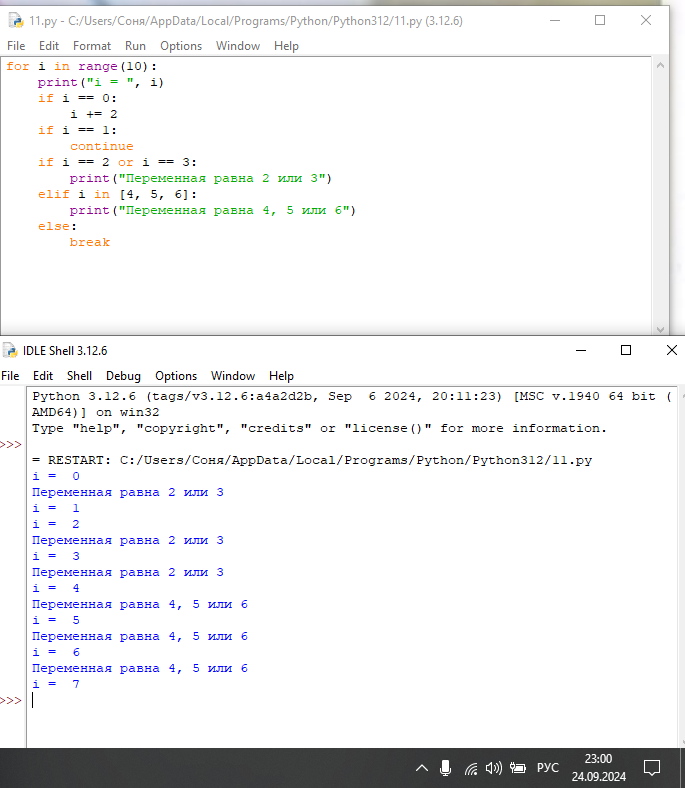 11.py - C:/Users/Соня/AppData/Local/Programs/Python/Python312/11.py (3.12.6)
File Edit Format Run Options Window Help
for i in range(10):
    print("i = ", i)
    if i == 0:
        i += 2
    if i == 1:
        continue
    if i == 2 or i == 3:
        print("Переменная равна 2 или 3")
    elif i in [4, 5, 6]:
        print("Переменная равна 4, 5 или 6")
    else:
        break
IDLE Shell 3.12.6
File Edit Shell Debug Options Window Help
Python 3.12.6 (tags/v3.12.6:a4a2d2b, Sep  6 2024, 20:11:23) [MSC v.1940 64 bit (
AMD64)] on win32
Type "help", "copyright", "credits" or "license()" for more information.
>>>
= RESTART: C:/Users/Соня/AppData/Local/Programs/Python/Python312/11.py
i =  0
Переменная равна 2 или 3
i =  1
i =  2
Переменная равна 2 или 3
i =  3
Переменная равна 2 или 3
i =  4
Переменная равна 4, 5 или 6
i =  5
Переменная равна 4, 5 или 6
i =  6
Переменная равна 4, 5 или 6
i =  7
>>>
РУС
23:00
24.09.2024